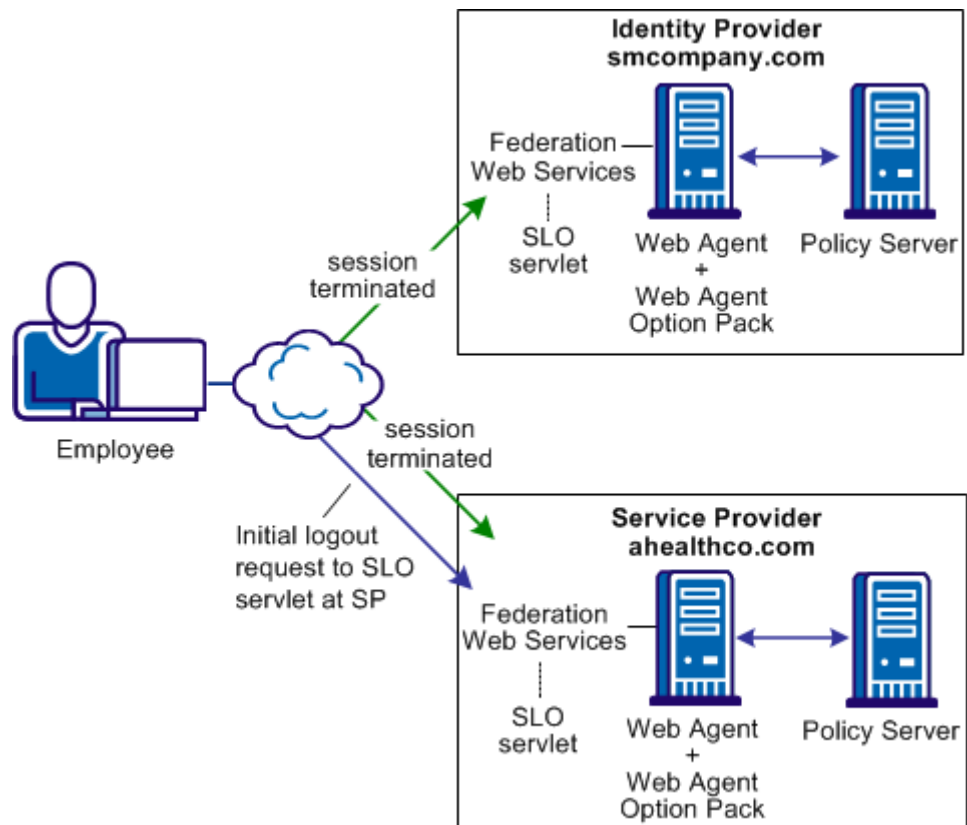 Identity Provider
smcompany.com
Federation
Web Services
SLO
servlet
Web Agent
+
Web Agent
Option Pack
Policy Server
session
terminated
Employee
session
terminated
Initial logout
request to SLO
servlet at SP
Service Provider
ahealthco.com
Federation
Web Services
SLO
servlet
Web Agent
+
Web Agent
Option Pack
Policy Server